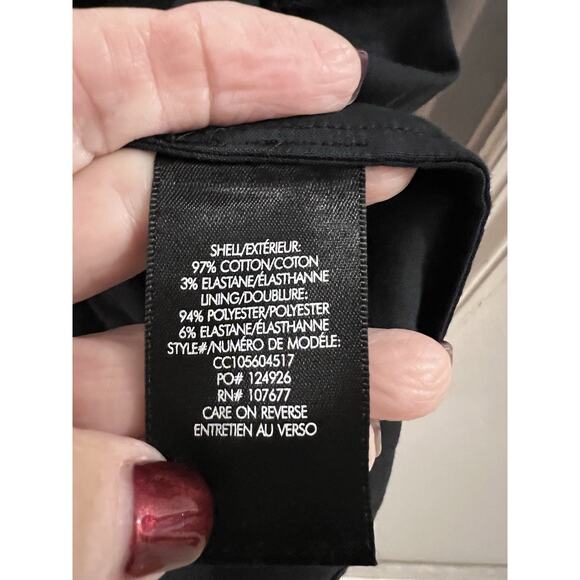 SHELL/EXTÉRIEUR:
97% COTTON/COTON
3% ELASTANE/ÉLASTHANNE
LINING/DOUBLURE:
94% POLYESTER/POLYESTER
6% ELASTANE/ÉLASTHANNE
STYLE#/NUMÉRO DE MODÉLE:
CC105604517
PO# 124926
RN# 107677
CARE ON REVERSE
ENTRETIEN AU VERSO